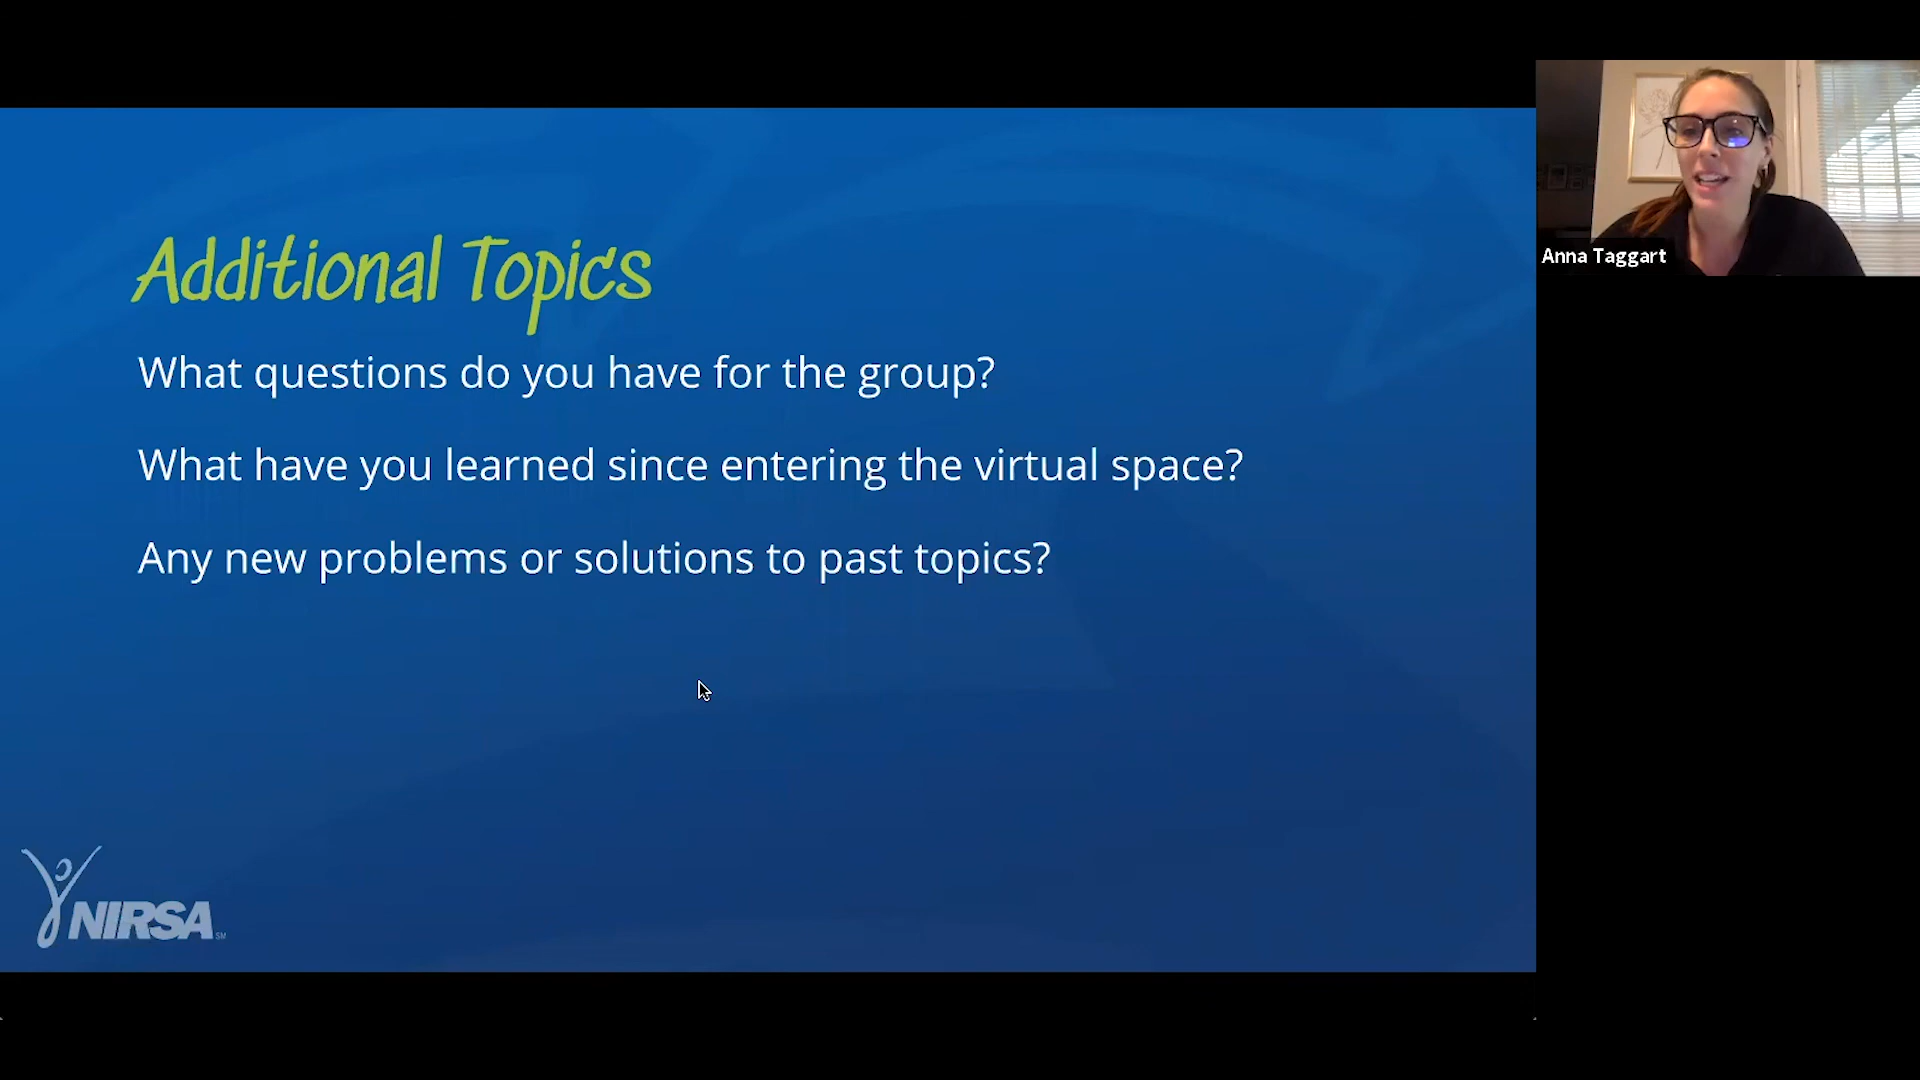 Additional Topics
What questions do you have for the group?
What have you learned since entering the virtual space?
Any new problems or solutions to past topics?
NIRSA SM
Anna Taggart